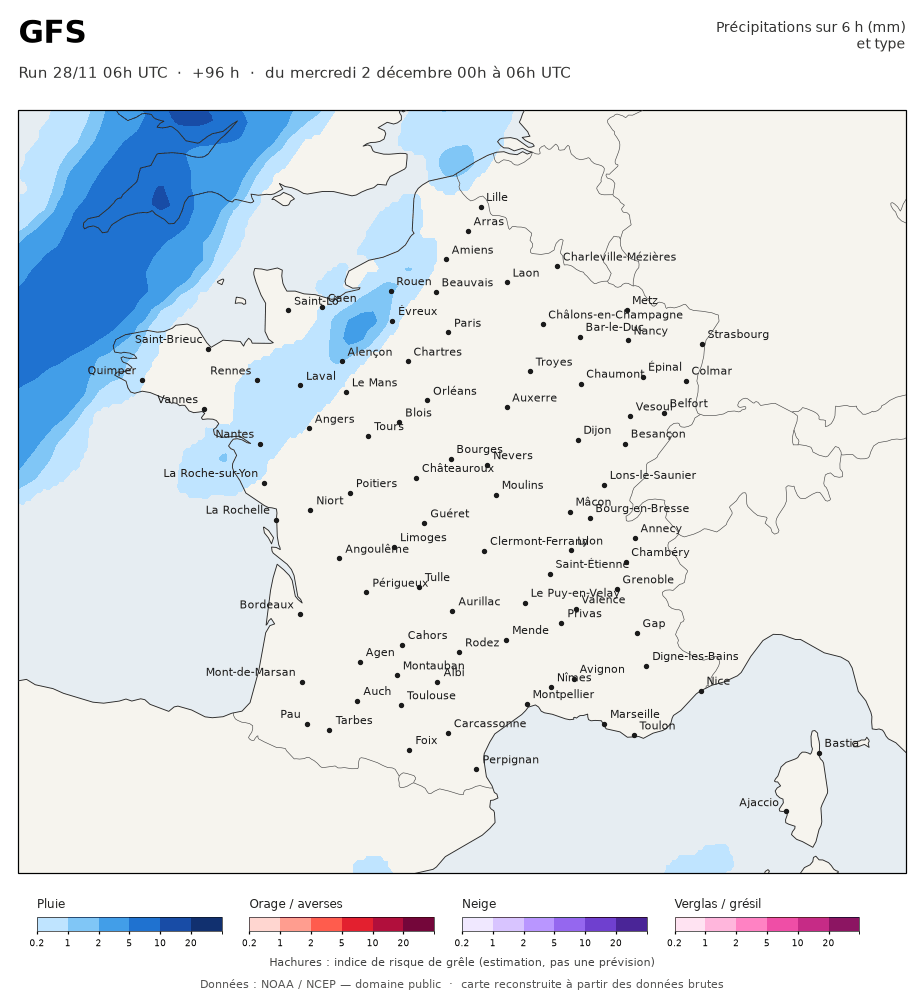 GFS
Précipitations sur 6 h (mm)
et type
Run 28/11 06h UTC · +96 h · du mercredi 2 décembre 00h à 06h UTC
Lille
Arras
Amiens
Charleville-Mézières
Laon
Rouen
Beauvais
Saint-Lô
Caen
Metz
Évreux
Châlons-en-Champagne
Paris
Bar-le-Duc
Nancy
Strasbourg
Saint-Brieuc
Alençon
Chartres
Troyes
Épinal
Quimper
Rennes
Laval
Chaumont
Colmar
Le Mans
Orléans
Vannes
Auxerre
Vesoul
Belfort
Blois
Angers
Tours
Nantes
Dijon
Besançon
Bourges
Nevers
La Roche-sur-Yon
Châteauroux
Lons-le-Saunier
Poitiers
Moulins
Niort
Mâcon
La Rochelle
Bourg-en-Bresse
Guéret
Annecy
Limoges
Clermont-Ferrand
Lyon
Angoulême
Chambéry
Saint-Étienne
Tulle
Périgueux
Grenoble
Le Puy-en-Velay
Valence
Bordeaux
Aurillac
Privas
Mende
Gap
Cahors
Rodez
Agen
Digne-les-Bains
Mont-de-Marsan
Montauban
Albi
Avignon
Nîmes
Nice
Auch
Toulouse
Montpellier
Pau
Tarbes
Carcassonne
Marseille
Toulon
Foix
Bastia
Perpignan
Ajaccio
Pluie
0.2 1 2 5 10 20
Orage / averses
0.2 1 2 5 10 20
Neige
0.2 1 2 5 10 20
Verglas / grésil
0.2 1 2 5 10 20
Hachures : indice de risque de grêle (estimation, pas une prévision)
Données : NOAA / NCEP — domaine public · carte reconstruite à partir des données brutes